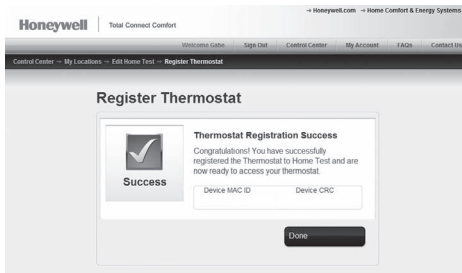 → Honeywell.com → Home Comfort & Energy Systems
Honeywell
Total Connect Comfort
Welcome Gabe Sign Out Control Center My Account FAQs Contact Us
Control Center → My Locations → Edit Home Test → Register Thermostat
Register Thermostat
Success
Thermostat Registration Success
Congratulations! You have successfully
registered the Thermostat to Home Test and are
now ready to access your thermostat.
Device MAC ID Device CRC
Done